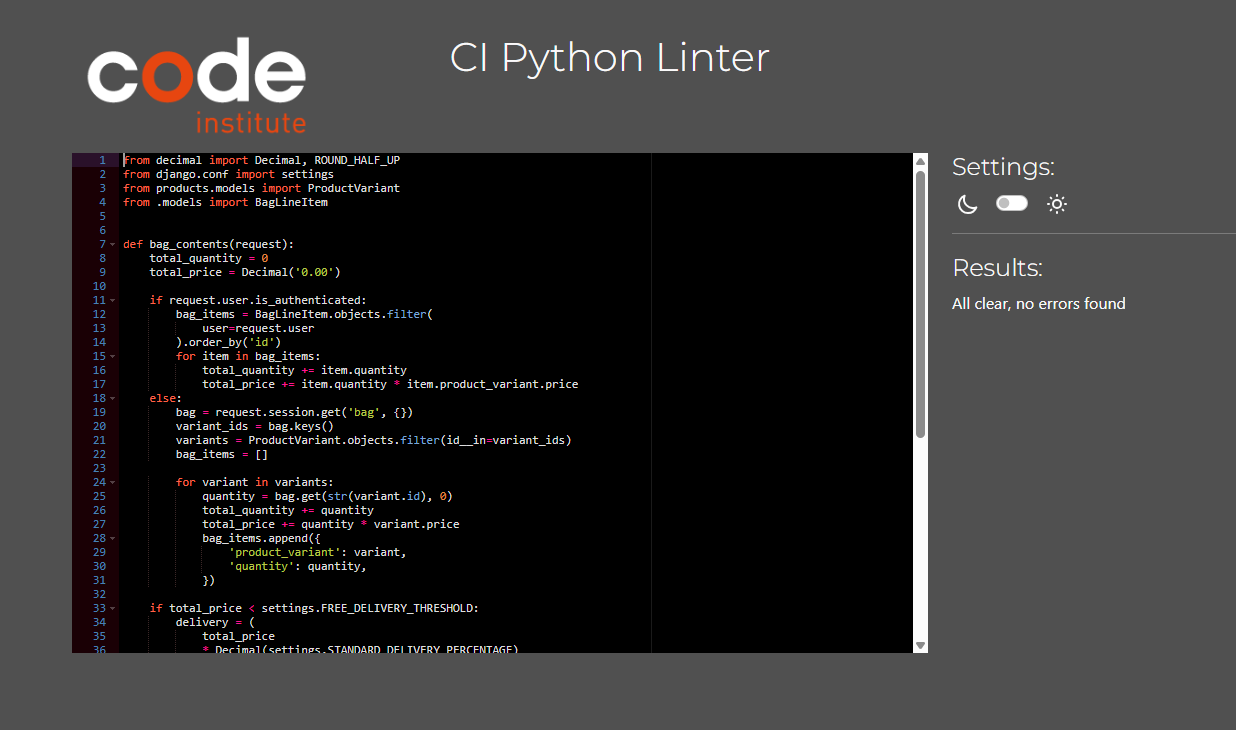 code
institute
CI Python Linter
1 from decimal import Decimal, ROUND_HALF_UP
2 from django.conf import settings
3 from products.models import ProductVariant
4 from .models import BagLineItem
5
6
7 def bag_contents(request):
8     total_quantity = 0
9     total_price = Decimal('0.00')
10
11     if request.user.is_authenticated:
12         bag_items = BagLineItem.objects.filter(
13             user=request.user
14         ).order_by('id')
15         for item in bag_items:
16             total_quantity += item.quantity
17             total_price += item.quantity * item.product_variant.price
18     else:
19         bag = request.session.get('bag', {})
20         variant_ids = bag.keys()
21         variants = ProductVariant.objects.filter(id__in=variant_ids)
22         bag_items = []
23
24         for variant in variants:
25             quantity = bag.get(str(variant.id), 0)
26             total_quantity += quantity
27             total_price += quantity * variant.price
28             bag_items.append({
29                 'product_variant': variant,
30                 'quantity': quantity,
31             })
32
33     if total_price < settings.FREE_DELIVERY_THRESHOLD:
34         delivery = (
35             total_price
36             * Decimal(settings.STANDARD_DELIVERY_PERCENTAGE)
Settings:
Results:
All clear, no errors found